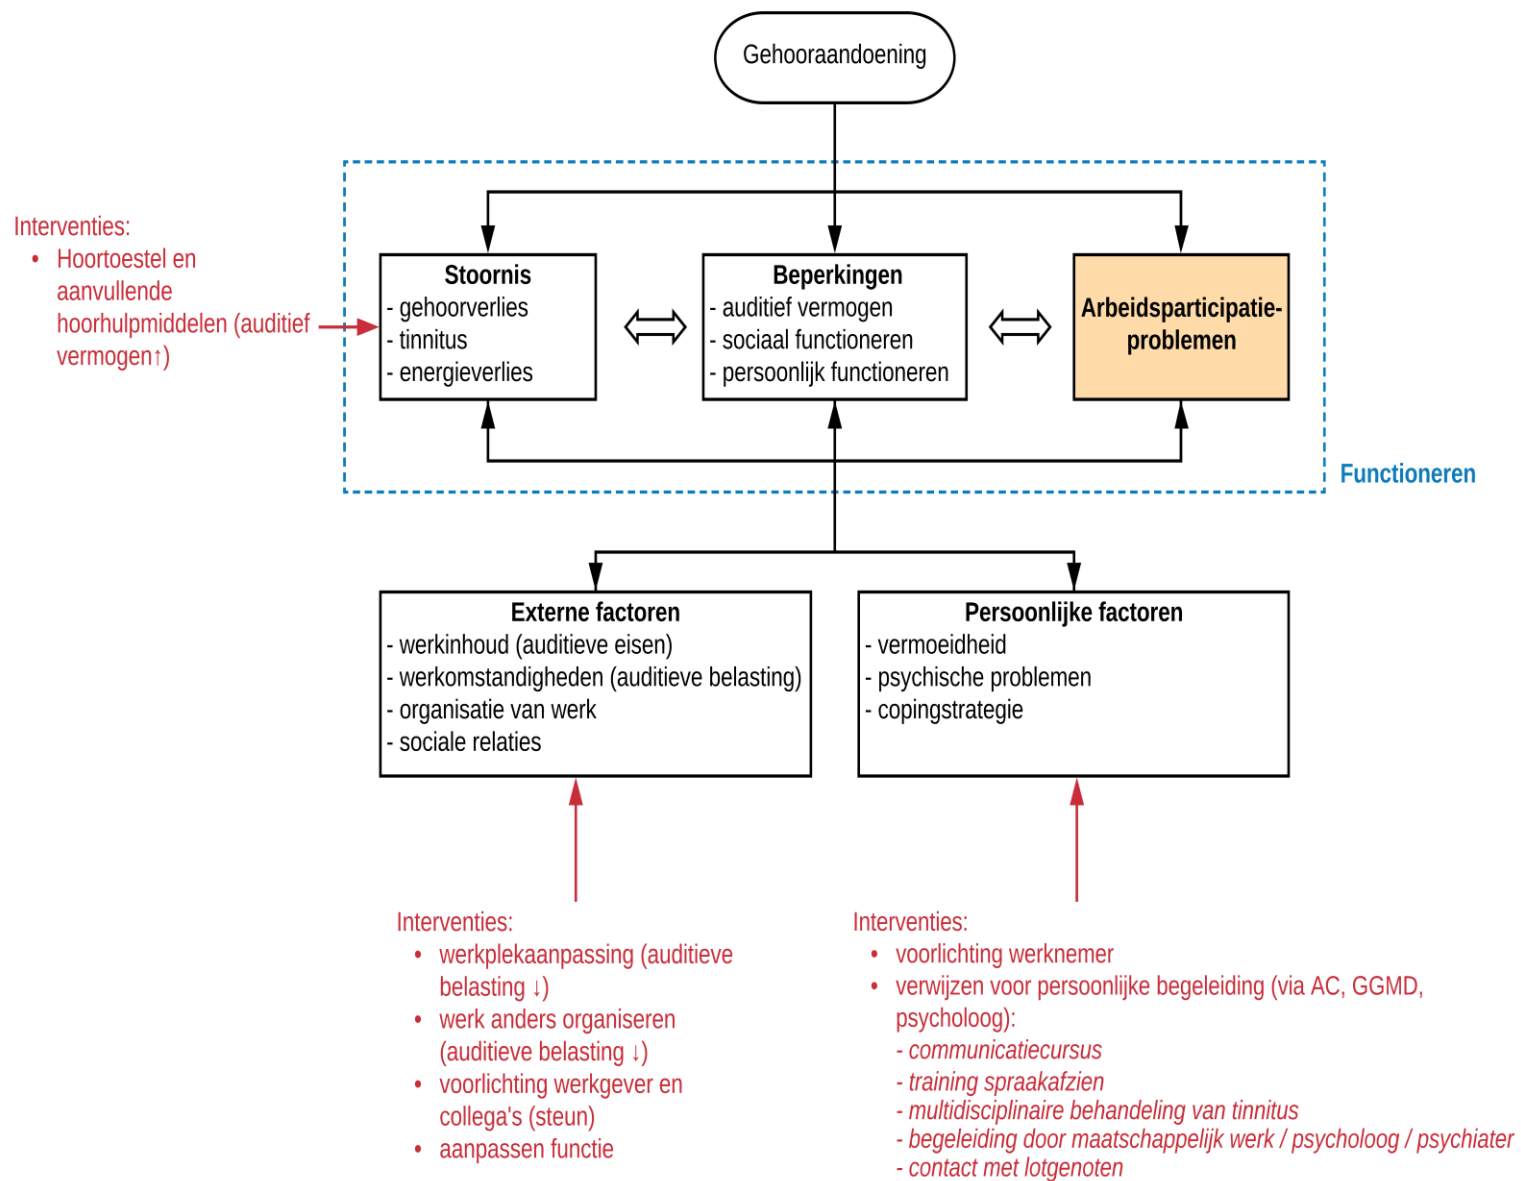 Gehooraandoening
Interventies:
• Hoortoestel en
aanvullende
hoorhulpmiddelen (auditief
vermogen↑)
Stoornis
- gehoorverlies
- tinnitus
- energieverlies
Beperkingen
- auditief vermogen
- sociaal functioneren
- persoonlijk functioneren
Arbeidsparticipatie-
problemen
Functioneren
Externe factoren
- werkinhoud (auditieve eisen)
- werkomstandigheden (auditieve belasting)
- organisatie van werk
- sociale relaties
Persoonlijke factoren
- vermoeidheid
- psychische problemen
- copingstrategie
Interventies:
• werkplekaanpassing (auditieve
belasting ↓)
• werk anders organiseren
(auditieve belasting ↓)
• voorlichting werkgever en
collega's (steun)
• aanpassen functie
Interventies:
• voorlichting werknemer
• verwijzen voor persoonlijke begeleiding (via AC, GGMD,
psycholoog):
- communicatiecursus
- training spraakafzien
- multidisciplinaire behandeling van tinnitus
- begeleiding door maatschappelijk werk / psycholoog / psychiater
- contact met lotgenoten